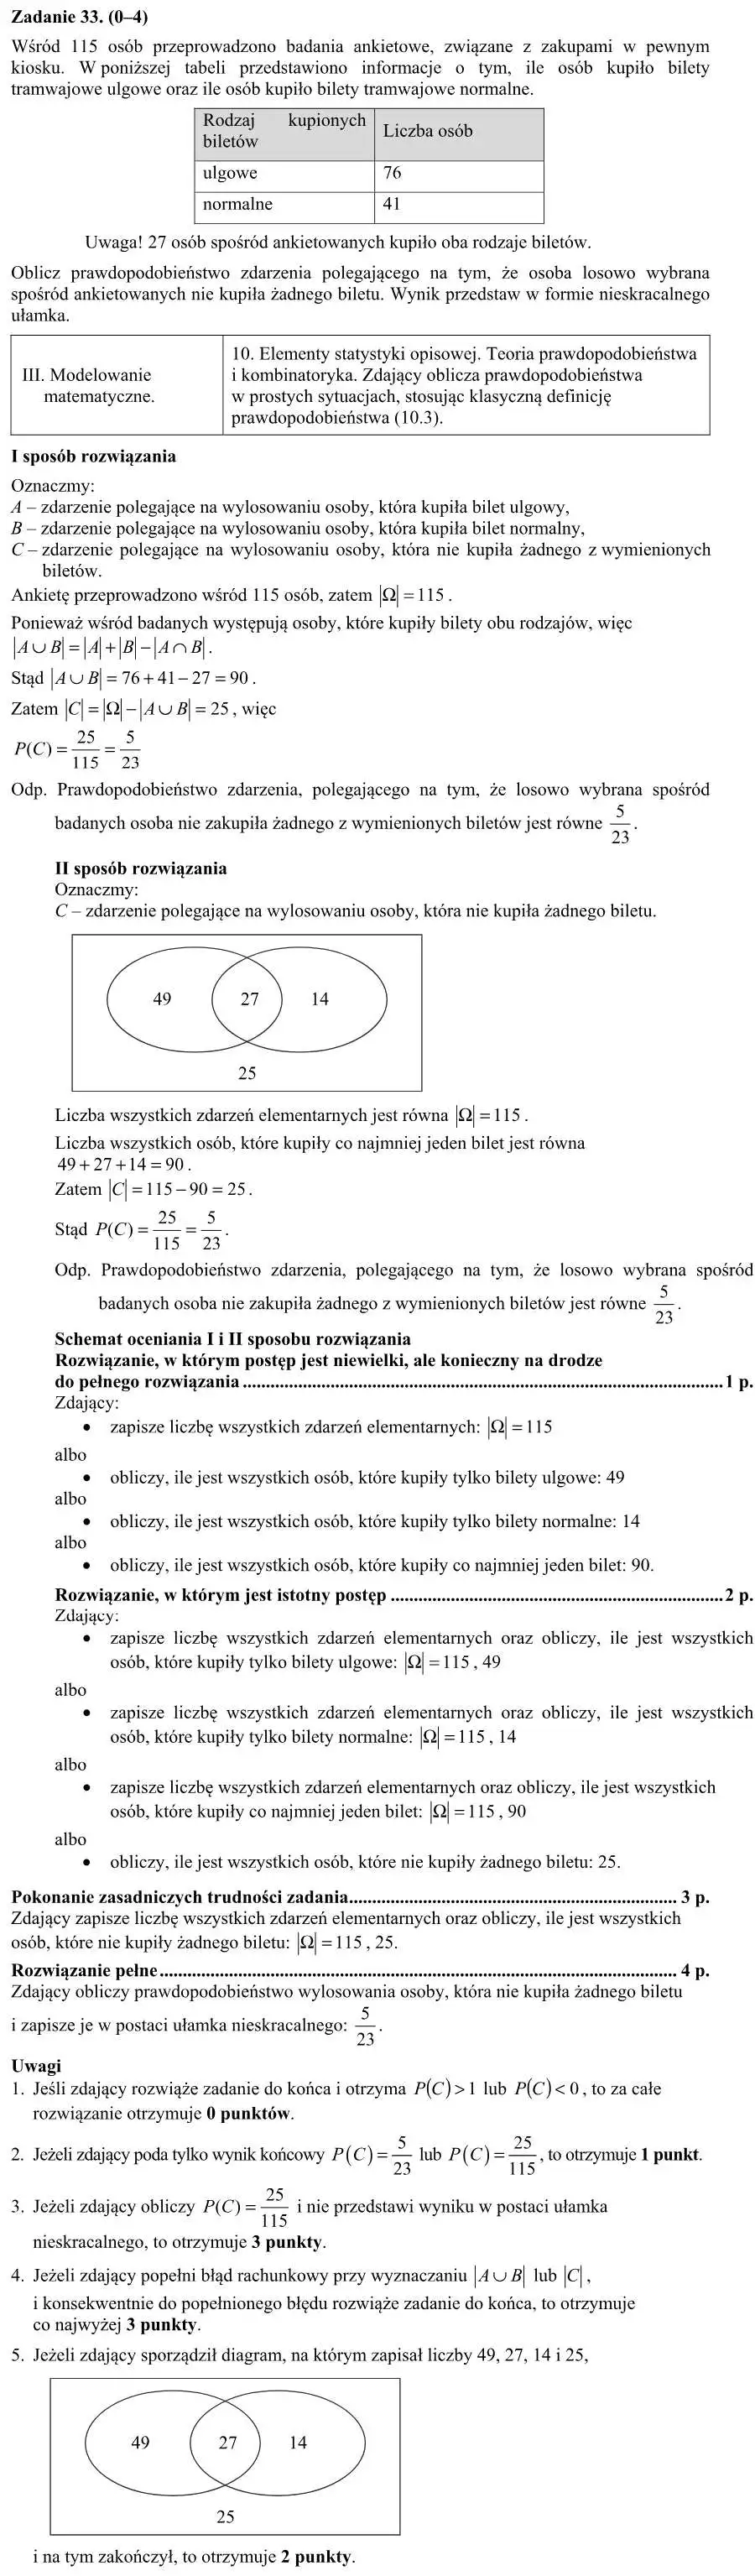 Zadanie 33. (0–4)
Wśród 115 osób przeprowadzono badania ankietowe, związane z zakupami w pewnym
kiosku. W poniższej tabeli przedstawiono informacje o tym, ile osób kupiło bilety
tramwajowe ulgowe oraz ile osób kupiło bilety tramwajowe normalne.
Rodzaj kupionych biletów | Liczba osób
ulgowe | 76
normalne | 41
Uwaga! 27 osób spośród ankietowanych kupiło oba rodzaje biletów.
Oblicz prawdopodobieństwo zdarzenia polegającego na tym, że osoba losowo wybrana
spośród ankietowanych nie kupiła żadnego biletu. Wynik przedstaw w formie nieskracalnego
ułamka.
III. Modelowanie
matematyczne.
10. Elementy statystyki opisowej. Teoria prawdopodobieństwa
i kombinatoryka. Zdający oblicza prawdopodobieństwa
w prostych sytuacjach, stosując klasyczną definicję
prawdopodobieństwa (10.3).
I sposób rozwiązania
Oznaczmy:
A – zdarzenie polegające na wylosowaniu osoby, która kupiła bilet ulgowy,
B – zdarzenie polegające na wylosowaniu osoby, która kupiła bilet normalny,
C – zdarzenie polegające na wylosowaniu osoby, która nie kupiła żadnego z wymienionych
biletów.
Ankietę przeprowadzono wśród 115 osób, zatem |Ω| = 115 .
Ponieważ wśród badanych występują osoby, które kupiły bilety obu rodzajów, więc
|A ∪ B| = |A| + |B| − |A ∩ B| .
Stąd |A ∪ B| = 76 + 41 − 27 = 90 .
Zatem |C| = |Ω| − |A ∪ B| = 25 , więc
P(C) = 25/115 = 5/23
Odp. Prawdopodobieństwo zdarzenia, polegającego na tym, że losowo wybrana spośród
badanych osoba nie zakupiła żadnego z wymienionych biletów jest równe 5/23 .
II sposób rozwiązania
Oznaczmy:
C – zdarzenie polegające na wylosowaniu osoby, która nie kupiła żadnego biletu.
49 27 14
25
Liczba wszystkich zdarzeń elementarnych jest równa |Ω| = 115 .
Liczba wszystkich osób, które kupiły co najmniej jeden bilet jest równa
49 + 27 + 14 = 90 .
Zatem |C| = 115 − 90 = 25 .
Stąd P(C) = 25/115 = 5/23 .
Odp. Prawdopodobieństwo zdarzenia, polegającego na tym, że losowo wybrana spośród
badanych osoba nie zakupiła żadnego z wymienionych biletów jest równe 5/23 .
Schemat oceniania I i II sposobu rozwiązania
Rozwiązanie, w którym postęp jest niewielki, ale konieczny na drodze
do pełnego rozwiązania ........ 1 p.
Zdający:
• zapisze liczbę wszystkich zdarzeń elementarnych: |Ω| = 115
albo
• obliczy, ile jest wszystkich osób, które kupiły tylko bilety ulgowe: 49
albo
• obliczy, ile jest wszystkich osób, które kupiły tylko bilety normalne: 14
albo
• obliczy, ile jest wszystkich osób, które kupiły co najmniej jeden bilet: 90.
Rozwiązanie, w którym jest istotny postęp ........ 2 p.
Zdający:
• zapisze liczbę wszystkich zdarzeń elementarnych oraz obliczy, ile jest wszystkich
osób, które kupiły tylko bilety ulgowe: |Ω| = 115 , 49
albo
• zapisze liczbę wszystkich zdarzeń elementarnych oraz obliczy, ile jest wszystkich
osób, które kupiły tylko bilety normalne: |Ω| = 115 , 14
albo
• zapisze liczbę wszystkich zdarzeń elementarnych oraz obliczy, ile jest wszystkich
osób, które kupiły co najmniej jeden bilet: |Ω| = 115 , 90
albo
• obliczy, ile jest wszystkich osób, które nie kupiły żadnego biletu: 25.
Pokonanie zasadniczych trudności zadania ........ 3 p.
Zdający zapisze liczbę wszystkich zdarzeń elementarnych oraz obliczy, ile jest wszystkich
osób, które nie kupiły żadnego biletu: |Ω| = 115 , 25.
Rozwiązanie pełne ........ 4 p.
Zdający obliczy prawdopodobieństwo wylosowania osoby, która nie kupiła żadnego biletu
i zapisze je w postaci ułamka nieskracalnego: 5/23 .
Uwagi
1. Jeśli zdający rozwiąże zadanie do końca i otrzyma P(C) > 1 lub P(C) < 0 , to za całe
rozwiązanie otrzymuje 0 punktów.
2. Jeżeli zdający poda tylko wynik końcowy P(C) = 5/23 lub P(C) = 25/115 , to otrzymuje 1 punkt.
3. Jeżeli zdający obliczy P(C) = 25/115 i nie przedstawi wyniku w postaci ułamka
nieskracalnego, to otrzymuje 3 punkty.
4. Jeżeli zdający popełni błąd rachunkowy przy wyznaczaniu |A ∪ B| lub |C| ,
i konsekwentnie do popełnionego błędu rozwiąże zadanie do końca, to otrzymuje
co najwyżej 3 punkty.
5. Jeżeli zdający sporządził diagram, na którym zapisał liczby 49, 27, 14 i 25,
49 27 14
25
i na tym zakończył, to otrzymuje 2 punkty.